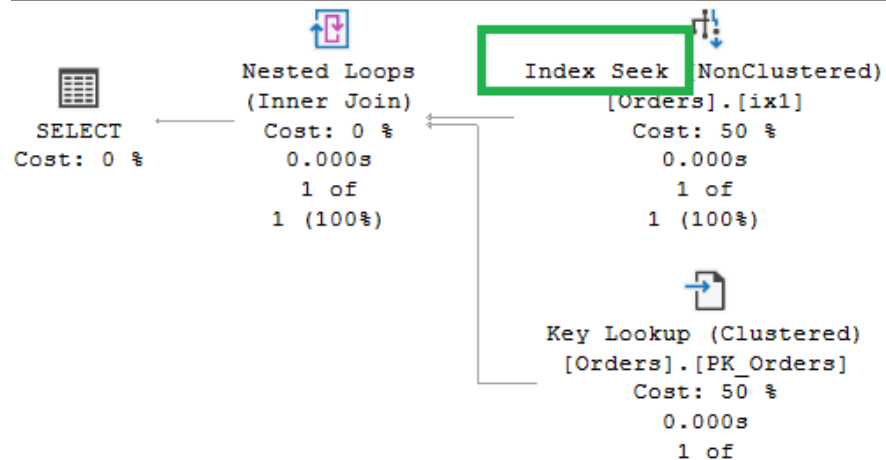 SELECT
Cost: 0 %
Nested Loops
(Inner Join)
Cost: 0 %
0.000s
1 of
1 (100%)
Index Seek (NonClustered)
[Orders].[ix1]
Cost: 50 %
0.000s
1 of
1 (100%)
Key Lookup (Clustered)
[Orders].[PK_Orders]
Cost: 50 %
0.000s
1 of